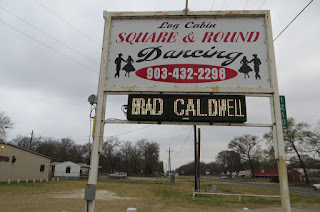 Log Cabin
SQUARE & ROUND
Dancing
903-432-2298
BRAD CALDWELL